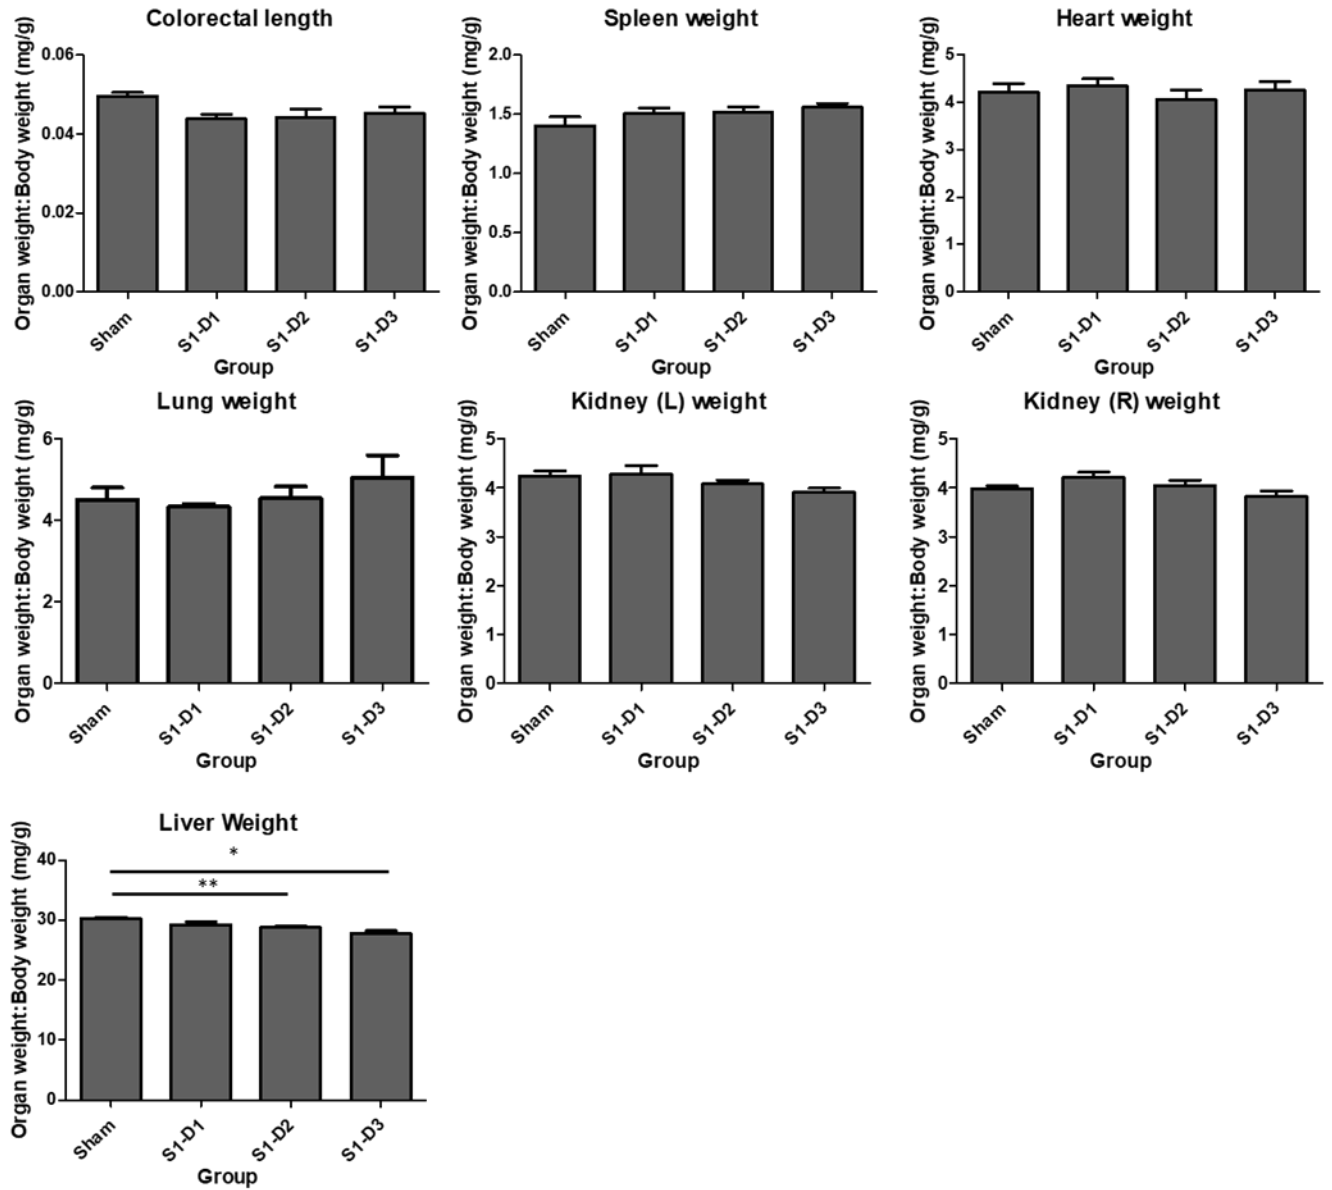 Colorectal length
Organ weight:Body weight (mg/g)
0.06
0.04
0.02
0.00
Sham
S1-D1
S1-D2
S1-D3
Group
Spleen weight
Organ weight:Body weight (mg/g)
2.0
1.5
1.0
0.5
0.0
Sham
S1-D1
S1-D2
S1-D3
Group
Heart weight
Organ weight:Body weight (mg/g)
5
4
3
2
1
0
Sham
S1-D1
S1-D2
S1-D3
Group
Lung weight
Organ weight:Body weight (mg/g)
6
4
2
0
Sham
S1-D1
S1-D2
S1-D3
Group
Kidney (L) weight
Organ weight:Body weight (mg/g)
5
4
3
2
1
0
Sham
S1-D1
S1-D2
S1-D3
Group
Kidney (R) weight
Organ weight:Body weight (mg/g)
5
4
3
2
1
0
Sham
S1-D1
S1-D2
S1-D3
Group
Liver Weight
Organ weight:Body weight (mg/g)
40
30
20
10
0
*
**
Sham
S1-D1
S1-D2
S1-D3
Group